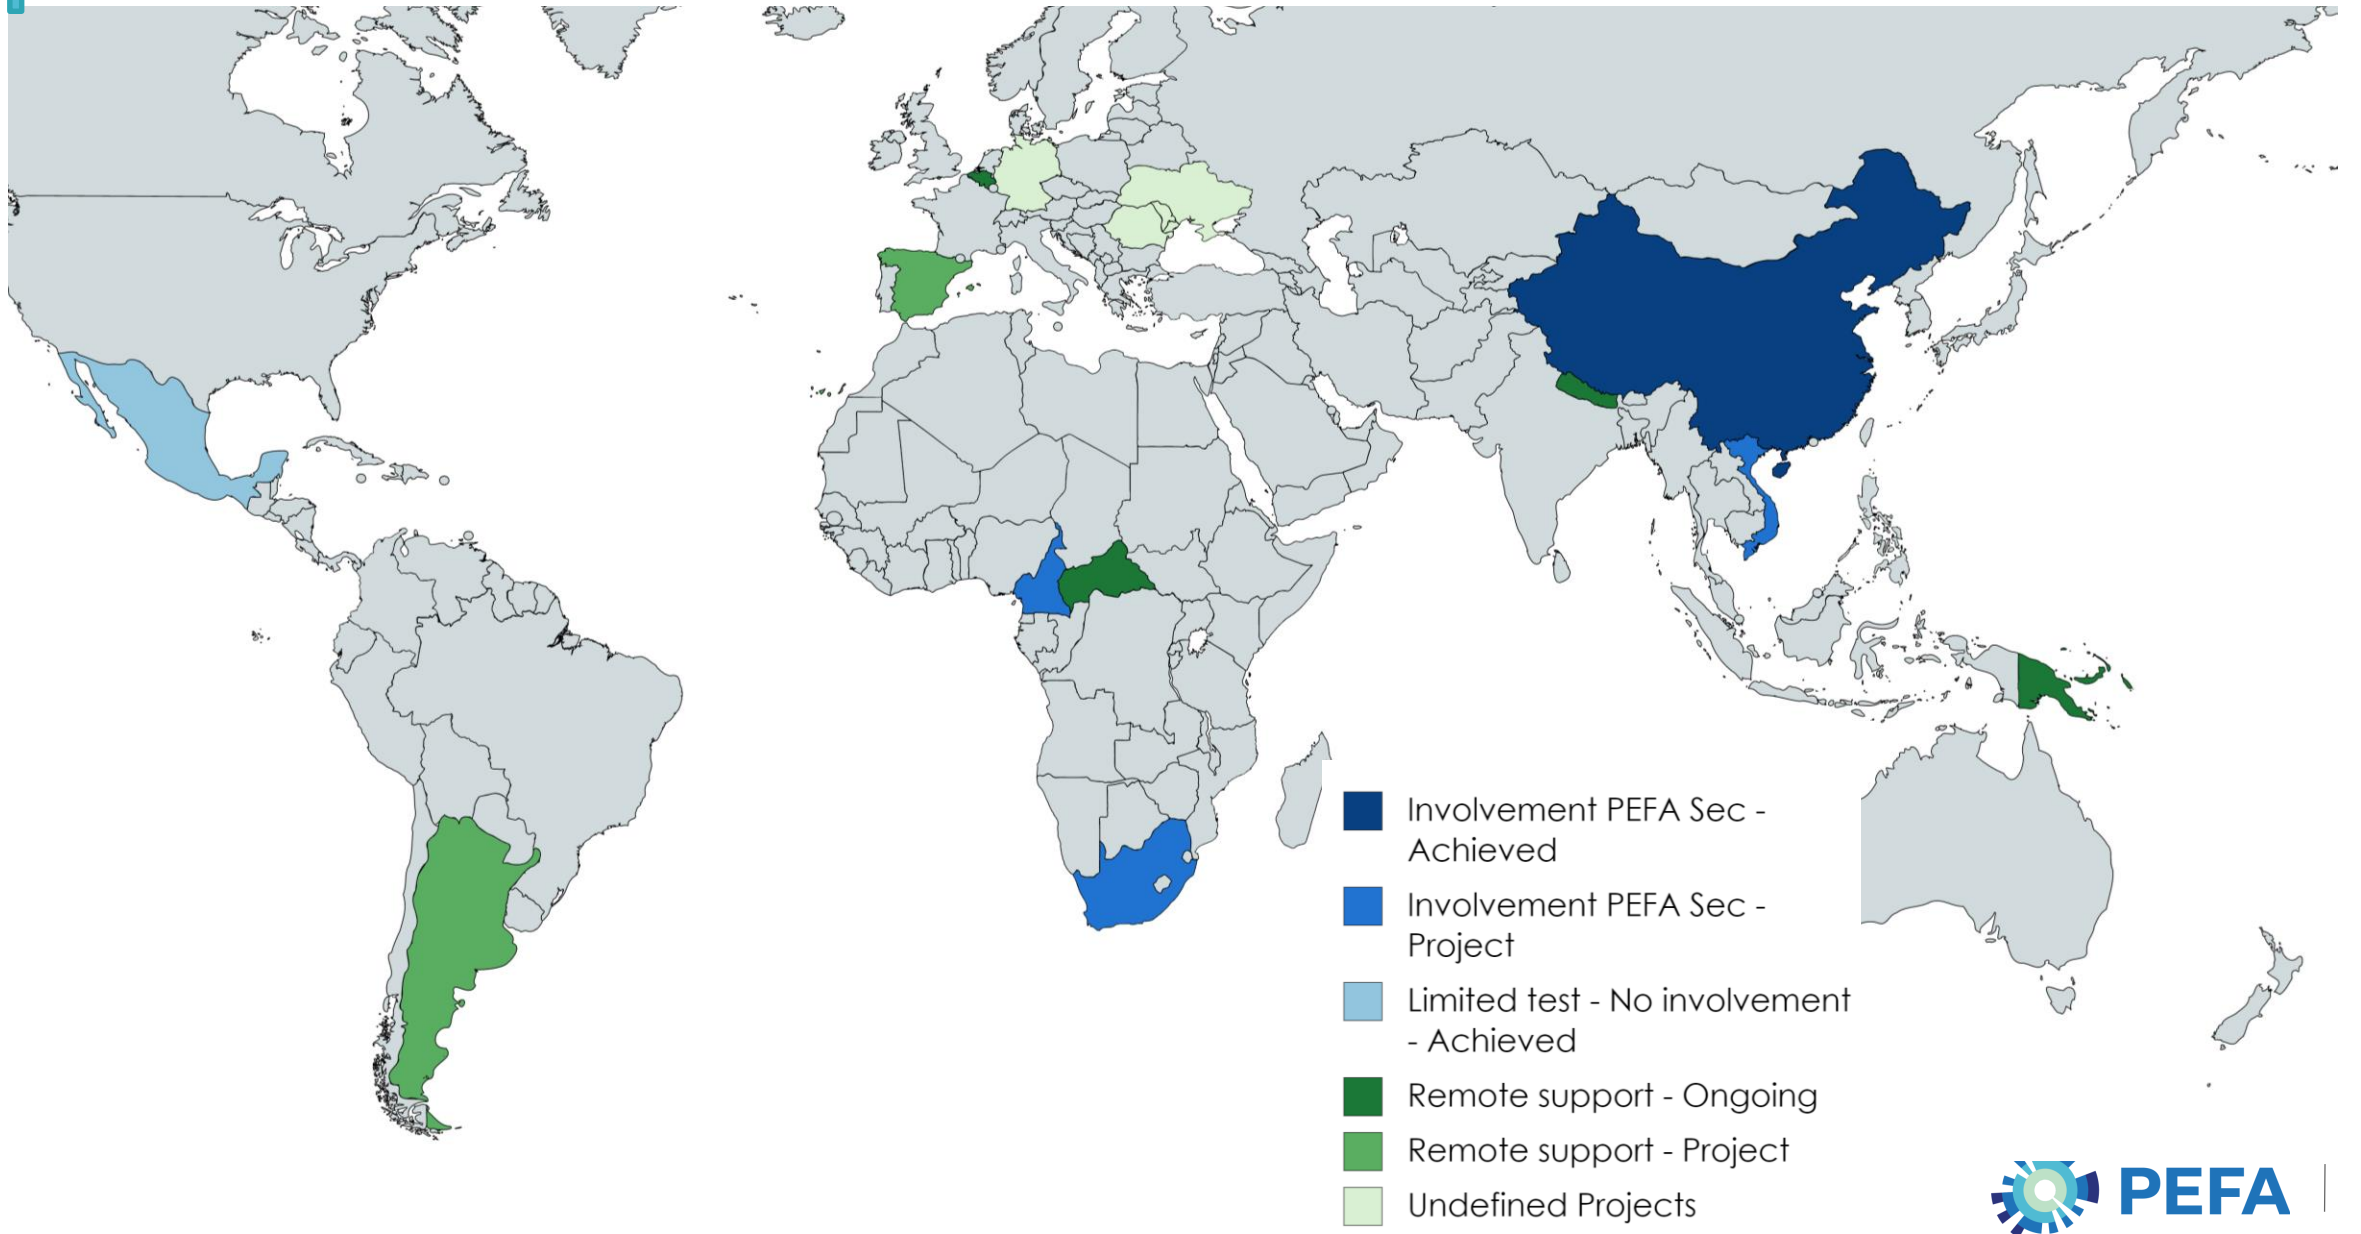 Involvement PEFA Sec -
Achieved
Involvement PEFA Sec -
Project
Limited test - No involvement
- Achieved
Remote support - Ongoing
Remote support - Project
Undefined Projects
PEFA